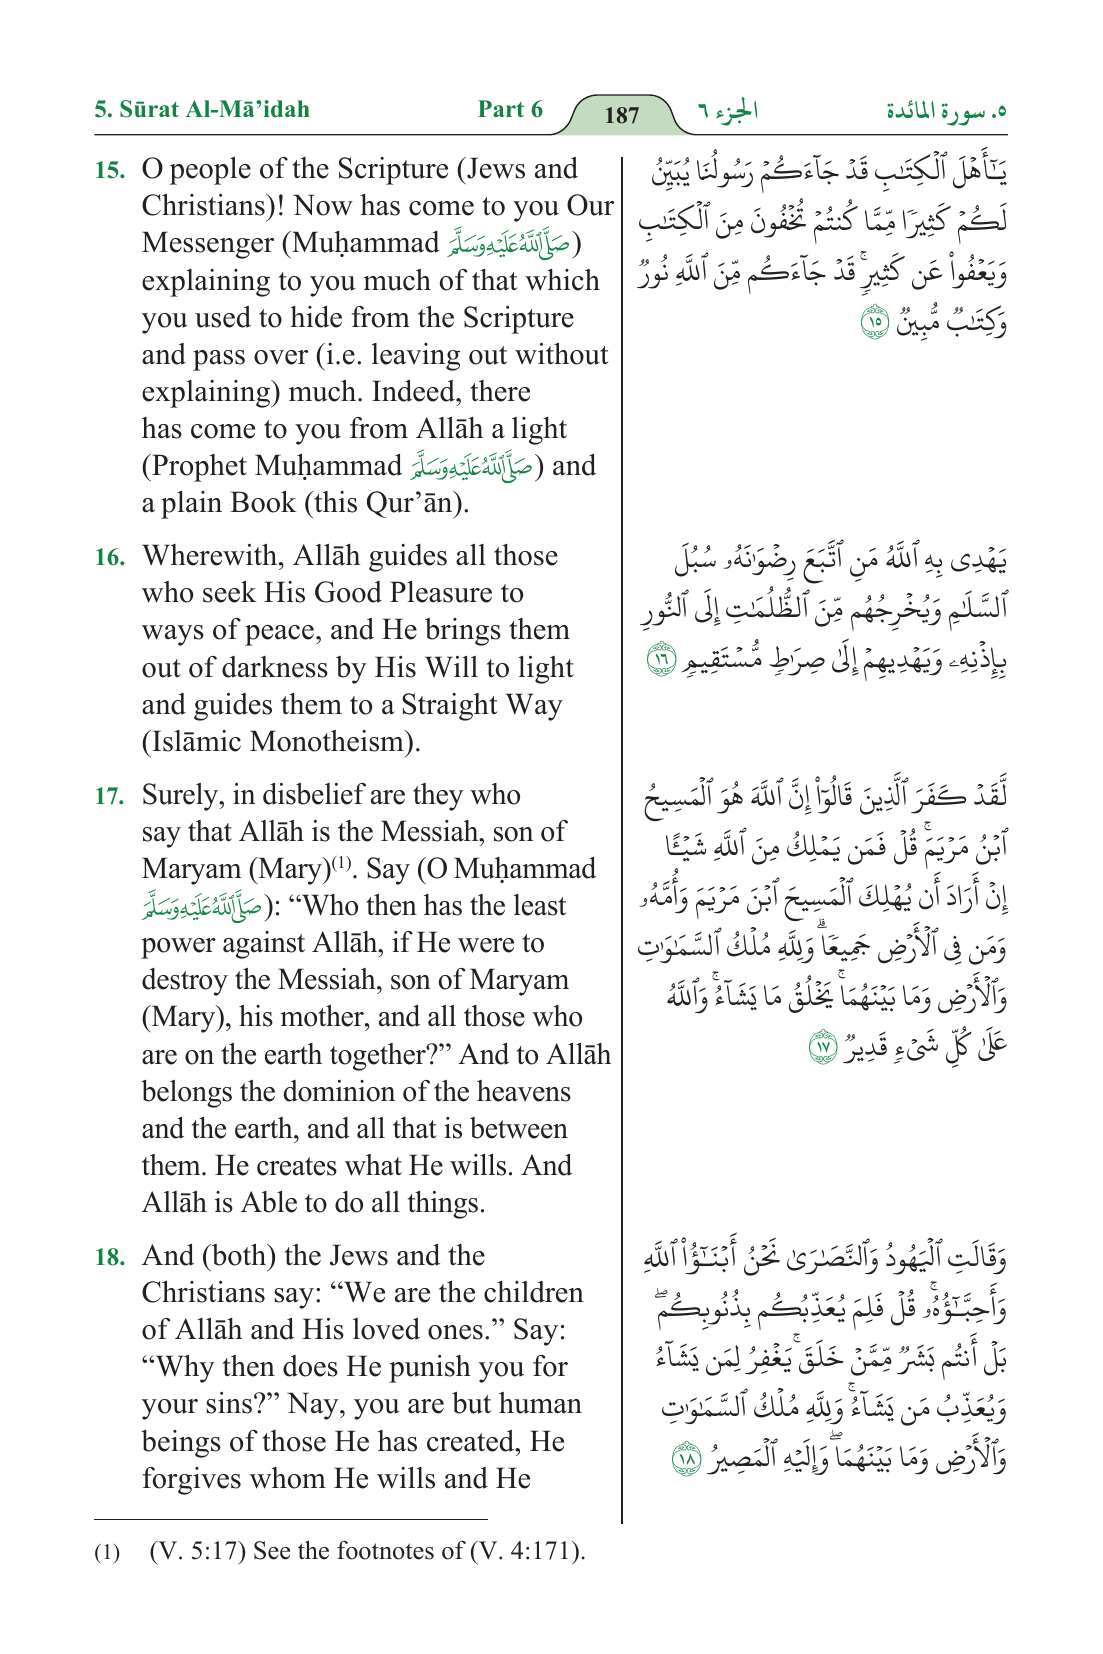 5. Sūrat Al-Mā’idah Part 6 187 الجزء ٦ ٥. سورة المائدة
15. O people of the Scripture (Jews and
Christians)! Now has come to you Our
Messenger (Muḥammad صَلَّى ٱللَّهُ عَلَيْهِ وَسَلَّمَ)
explaining to you much of that which
you used to hide from the Scripture
and pass over (i.e. leaving out without
explaining) much. Indeed, there
has come to you from Allāh a light
(Prophet Muḥammad صَلَّى ٱللَّهُ عَلَيْهِ وَسَلَّمَ) and
a plain Book (this Qur’ān).
16. Wherewith, Allāh guides all those
who seek His Good Pleasure to
ways of peace, and He brings them
out of darkness by His Will to light
and guides them to a Straight Way
(Islāmic Monotheism).
17. Surely, in disbelief are they who
say that Allāh is the Messiah, son of
Maryam (Mary)(1). Say (O Muḥammad
صَلَّى ٱللَّهُ عَلَيْهِ وَسَلَّمَ): “Who then has the least
power against Allāh, if He were to
destroy the Messiah, son of Maryam
(Mary), his mother, and all those who
are on the earth together?” And to Allāh
belongs the dominion of the heavens
and the earth, and all that is between
them. He creates what He wills. And
Allāh is Able to do all things.
18. And (both) the Jews and the
Christians say: “We are the children
of Allāh and His loved ones.” Say:
“Why then does He punish you for
your sins?” Nay, you are but human
beings of those He has created, He
forgives whom He wills and He
يَـٰٓأَهْلَ ٱلْكِتَـٰبِ قَدْ جَآءَكُمْ رَسُولُنَا يُبَيِّنُ
لَكُمْ كَثِيرًا مِّمَّا كُنتُمْ تُخْفُونَ مِنَ ٱلْكِتَـٰبِ
وَيَعْفُوا۟ عَن كَثِيرٍ ۚ قَدْ جَآءَكُم مِّنَ ٱللَّهِ نُورٌ
وَكِتَـٰبٌ مُّبِينٌ ١٥
يَهْدِى بِهِ ٱللَّهُ مَنِ ٱتَّبَعَ رِضْوَٰنَهُۥ سُبُلَ
ٱلسَّلَـٰمِ وَيُخْرِجُهُم مِّنَ ٱلظُّلُمَـٰتِ إِلَى ٱلنُّورِ
بِإِذْنِهِۦ وَيَهْدِيهِمْ إِلَىٰ صِرَٰطٍ مُّسْتَقِيمٍ ١٦
لَّقَدْ كَفَرَ ٱلَّذِينَ قَالُوٓا۟ إِنَّ ٱللَّهَ هُوَ ٱلْمَسِيحُ
ٱبْنُ مَرْيَمَ ۚ قُلْ فَمَن يَمْلِكُ مِنَ ٱللَّهِ شَيْـًٔا
إِنْ أَرَادَ أَن يُهْلِكَ ٱلْمَسِيحَ ٱبْنَ مَرْيَمَ وَأُمَّهُۥ
وَمَن فِى ٱلْأَرْضِ جَمِيعًا ۗ وَلِلَّهِ مُلْكُ ٱلسَّمَـٰوَٰتِ
وَٱلْأَرْضِ وَمَا بَيْنَهُمَا ۚ يَخْلُقُ مَا يَشَآءُ ۚ وَٱللَّهُ
عَلَىٰ كُلِّ شَىْءٍ قَدِيرٌ ١٧
وَقَالَتِ ٱلْيَهُودُ وَٱلنَّصَـٰرَىٰ نَحْنُ أَبْنَـٰٓؤُا۟ ٱللَّهِ
وَأَحِبَّـٰٓؤُهُۥ ۚ قُلْ فَلِمَ يُعَذِّبُكُم بِذُنُوبِكُم ۖ
بَلْ أَنتُم بَشَرٌ مِّمَّنْ خَلَقَ ۚ يَغْفِرُ لِمَن يَشَآءُ
وَيُعَذِّبُ مَن يَشَآءُ ۚ وَلِلَّهِ مُلْكُ ٱلسَّمَـٰوَٰتِ
وَٱلْأَرْضِ وَمَا بَيْنَهُمَا ۖ وَإِلَيْهِ ٱلْمَصِيرُ ١٨
(1) (V. 5:17) See the footnotes of (V. 4:171).